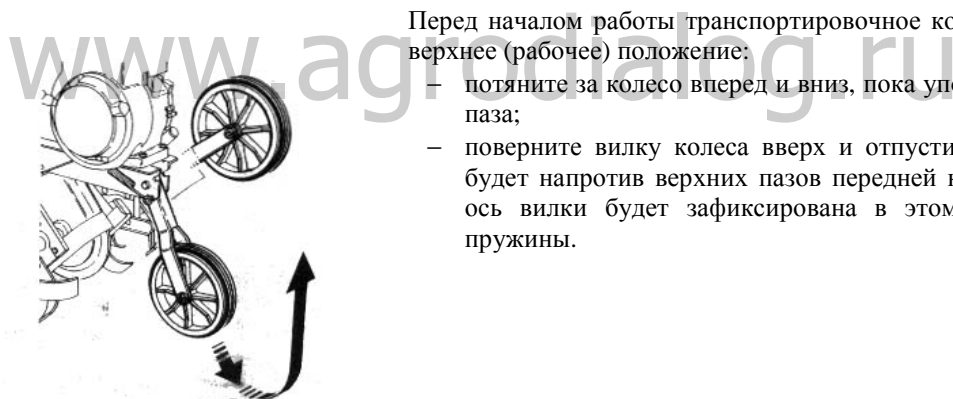 Перед началом работы транспортировочное ко
верхнее (рабочее) положение:
www.agrodialog.ru
– потяните за колесо вперед и вниз, пока упо
паза;
– поверните вилку колеса вверх и отпусти
будет напротив верхних пазов передней
ось вилки будет зафиксирована в этом
пружины.